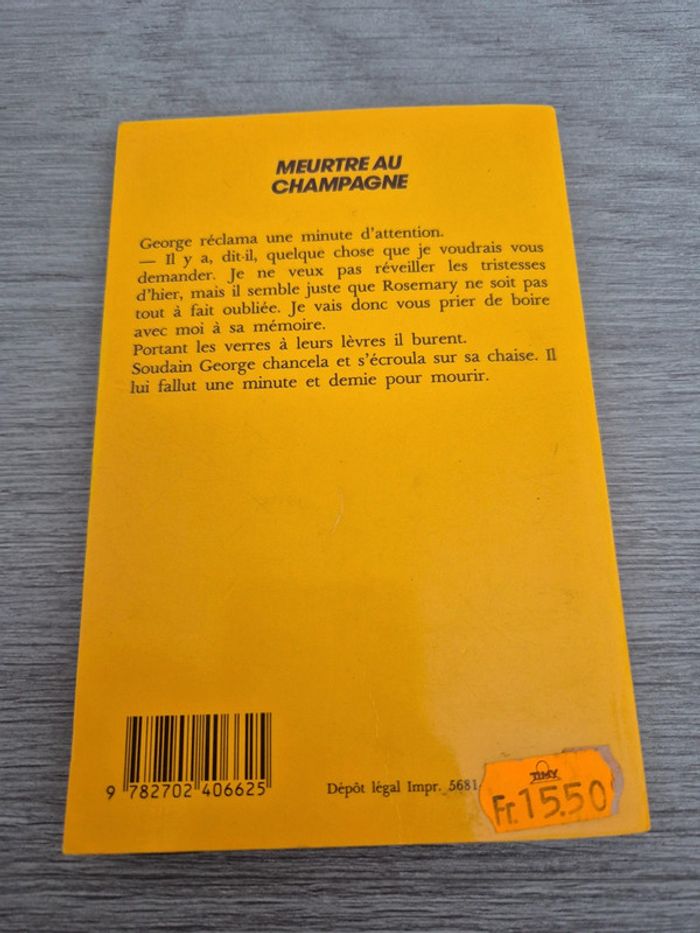 MEURTRE AU
CHAMPAGNE
George réclama une minute d'attention.
— Il y a, dit-il, quelque chose que je voudrais vous
demander. Je ne veux pas réveiller les tristesses
d'hier, mais il semble juste que Rosemary ne soit pas
tout à fait oubliée. Je vais donc vous prier de boire
avec moi à sa mémoire.
Portant les verres à leurs lèvres il burent.
Soudain George chancela et s'écroula sur sa chaise. Il
lui fallut une minute et demie pour mourir.
9 782702 406625
Dépôt légal Impr. 5681
TIMY
Fr. 15.50